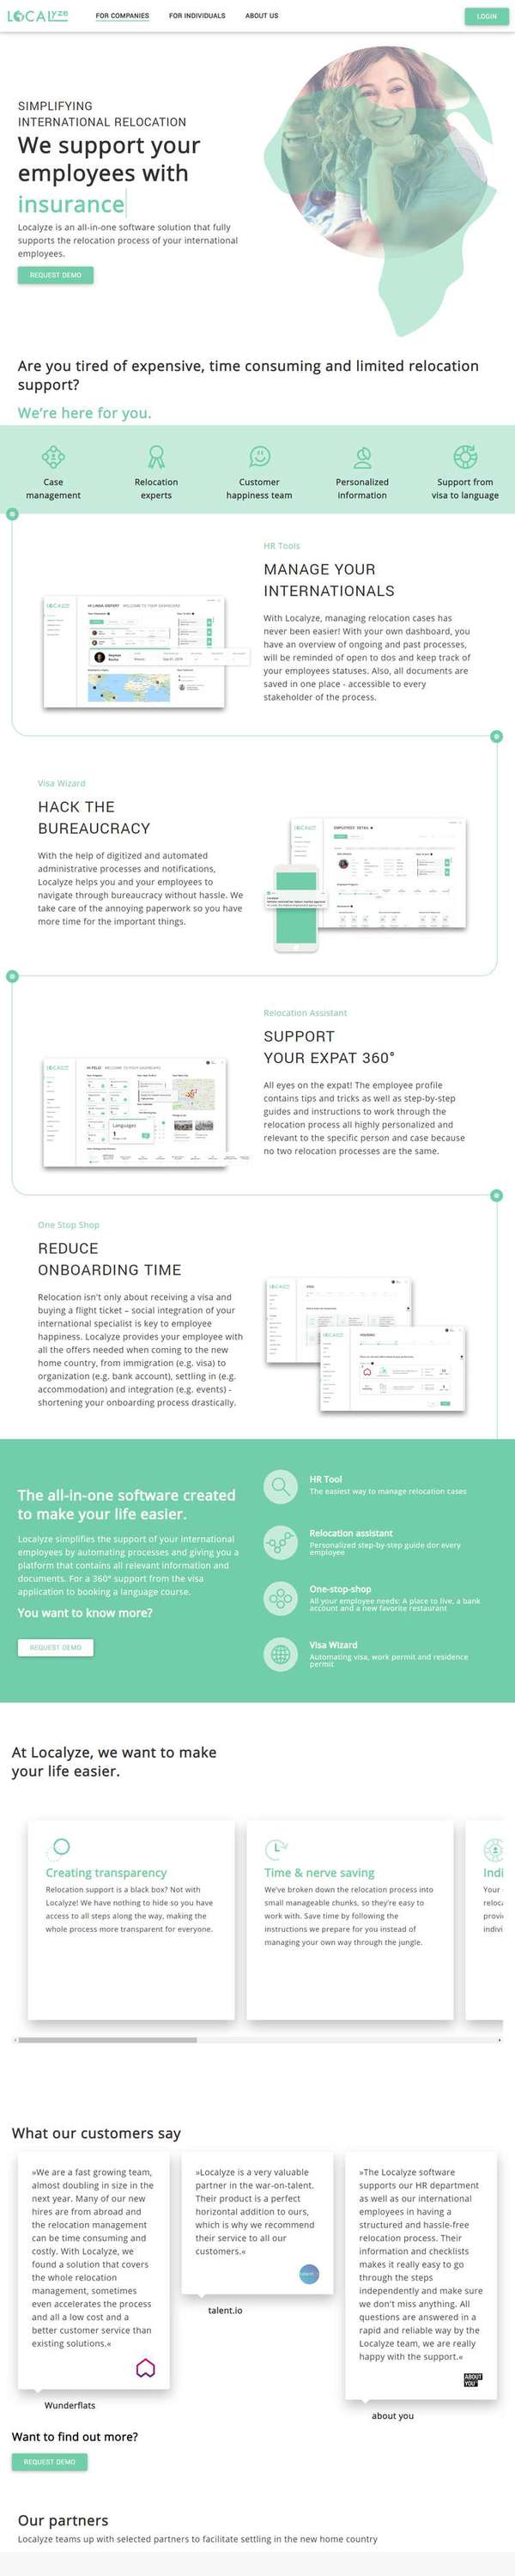 LOCALyze
FOR COMPANIES
FOR INDIVIDUALS
ABOUT US
LOGIN
SIMPLIFYING
INTERNATIONAL RELOCATION
We support your
employees with
insurance
Localyze is an all-in-one software solution that fully
supports the relocation process of your international
employees.
REQUEST DEMO
Are you tired of expensive, time consuming and limited relocation
support?
We're here for you.
Case
management
Relocation
experts
Customer
happiness team
Personalized
information
Support from
visa to language
HR Tools
MANAGE YOUR
INTERNATIONALS
With Localyze, managing relocation cases has
never been easier! With your own dashboard, you
have an overview of ongoing and past processes,
will be reminded of open to dos and keep track of
your employees statuses. Also, all documents are
saved in one place - accessible to every
stakeholder of the process.
LOCALYZE
Visa Wizard
HACK THE
BUREAUCRACY
With the help of digitized and automated
administrative processes and notifications,
Localyze helps you and your employees to
navigate through bureaucracy without hassle. We
take care of the annoying paperwork so you have
more time for the important things.
LOCALYZE
EMPLOYEES DETAIL
Relocation Assistant
SUPPORT
YOUR EXPAT 360°
All eyes on the expat! The employee profile
contains tips and tricks as well as step-by-step
guides and instructions to work through the
relocation process all highly personalized and
relevant to the specific person and case because
no two relocation processes are the same.
LOCALYZE
Languages
1
One Stop Shop
REDUCE
ONBOARDING TIME
Relocation isn't only about receiving a visa and
buying a flight ticket – social integration of your
international specialist is key to employee
happiness. Localyze provides your employee with
all the offers needed when coming to the new
home country, from immigration (e.g. visa) to
organization (e.g. bank account), settling in (e.g.
accommodation) and integration (e.g. events) -
shortening your onboarding process drastically.
LOCALYZE
LOCALYZE
The all-in-one software created
to make your life easier.
Localyze simplifies the support of your international
employees by automating processes and giving you a
platform that contains all relevant information and
documents. For a 360° support from the visa
application to booking a language course.
You want to know more?
REQUEST DEMO
HR Tool
The easiest way to manage relocation cases
Relocation assistant
Personalized step-by-step guide dor every
employee
One-stop-shop
All your employee needs: A place to live, a bank
account and a new favorite restaurant
Visa Wizard
Automating visa, work permit and residence
permit
At Localyze, we want to make
your life easier.
Creating transparency
Relocation support is a black box? Not with
Localyze! We have nothing to hide so you have
access to all steps along the way, making the
whole process more transparent for everyone.
Time & nerve saving
We've broken down the relocation process into
small manageable chunks, so they're easy to
work with. Save time by following the
instructions we prepare for you instead of
managing your own way through the jungle.
Indi
Your
reloca
provi
indivi
What our customers say
»We are a fast growing team,
almost doubling in size in the
next year. Many of our new
hires are from abroad and
the relocation management
can be time consuming and
costly. With Localyze, we
found a solution that covers
the whole relocation
management, sometimes
even accelerates the process
and all a low cost and a
better customer service than
existing solutions.«
Wunderflats
»Localyze is a very valuable
partner in the war-on-talent.
Their product is a perfect
horizontal addition to ours,
which is why we recommend
their service to all our
customers.«
talent.io
»The Localyze software
supports our HR department
as well as our international
employees in having a
structured and hassle-free
relocation process. Their
information and checklists
makes it really easy to go
through the steps
independently and make sure
we don't miss anything. All
questions are answered in a
rapid and reliable way by the
Localyze team, we are really
happy with the support.«
ABOUT
YOU
about you
Want to find out more?
REQUEST DEMO
Our partners
Localyze teams up with selected partners to facilitate settling in the new home country